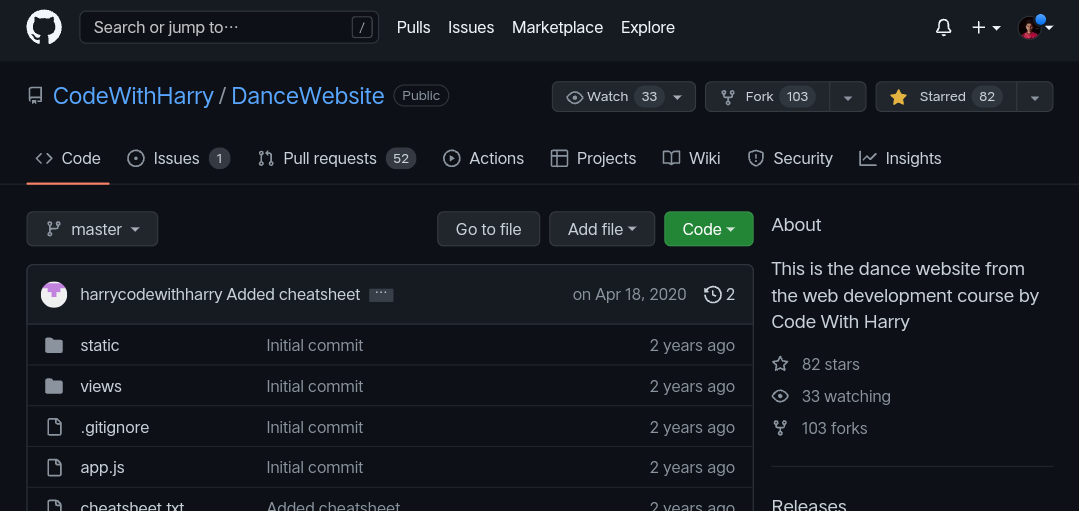 Search or jump to… / Pulls Issues Marketplace Explore
CodeWithHarry / DanceWebsite Public Watch 33 Fork 103 Starred 82
Code Issues 1 Pull requests 52 Actions Projects Wiki Security Insights
master Go to file Add file Code
About
This is the dance website from
the web development course by
Code With Harry
harrycodewithharry Added cheatsheet ... on Apr 18, 2020 2
static Initial commit 2 years ago
views Initial commit 2 years ago
.gitignore Initial commit 2 years ago
app.js Initial commit 2 years ago
cheatsheet.txt Added cheatsheet 2 years ago
82 stars
33 watching
103 forks
Releases